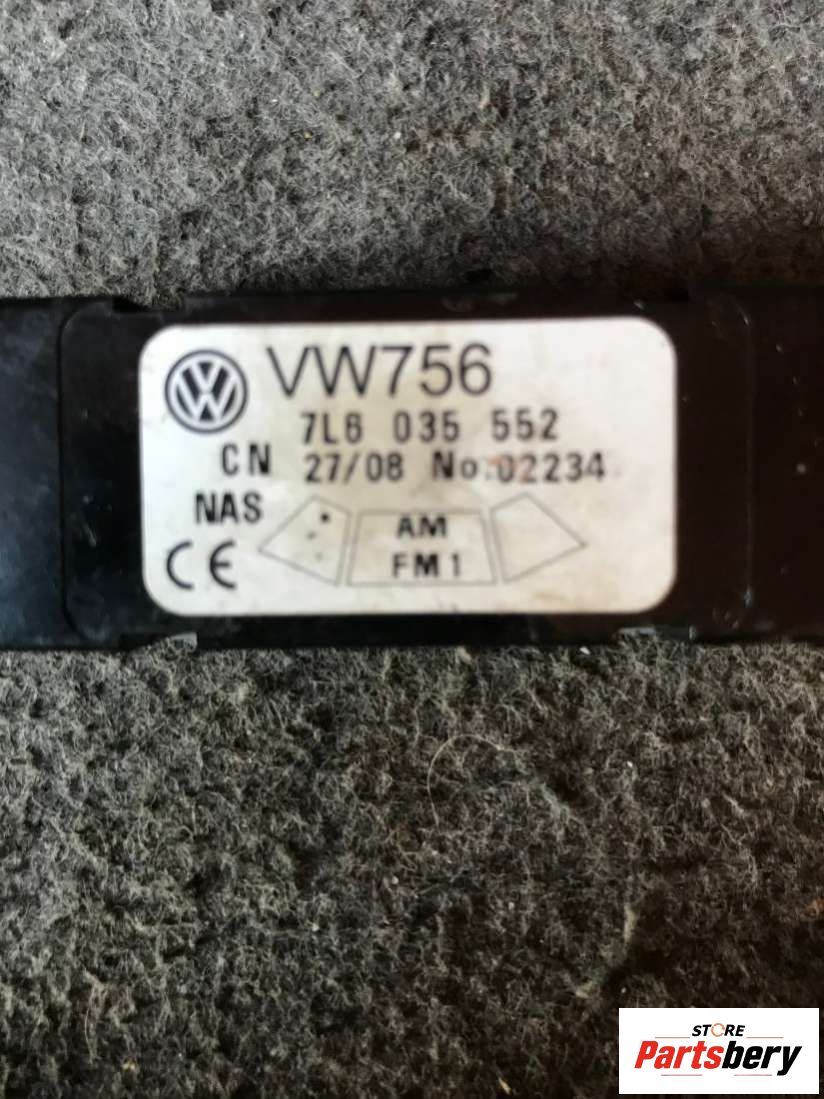 VW756
7L6 035 552
CN 27/08 No:02234
NAS
AM
FM1
CE
STORE
Partsbery